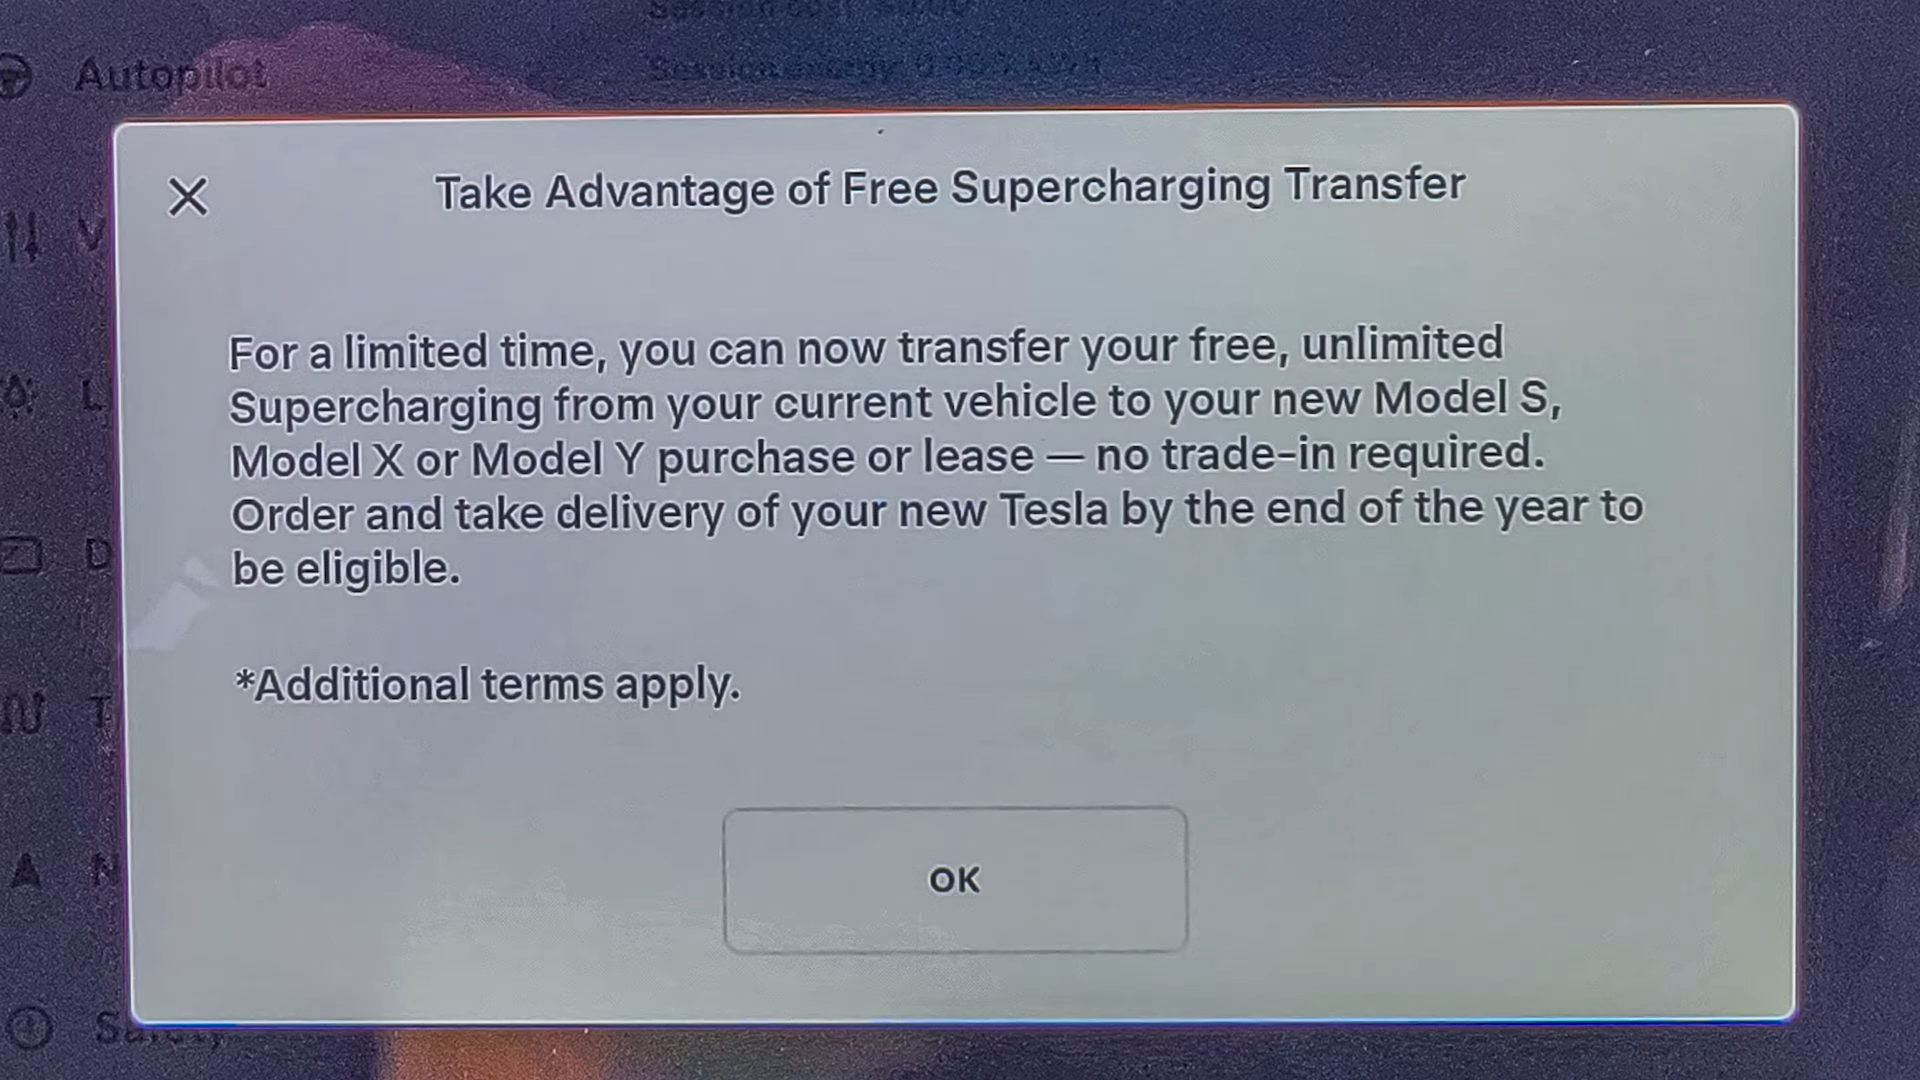 Autopilot
Take Advantage of Free Supercharging Transfer
For a limited time, you can now transfer your free, unlimited
Supercharging from your current vehicle to your new Model S,
Model X or Model Y purchase or lease — no trade-in required.
Order and take delivery of your new Tesla by the end of the year to
be eligible.
*Additional terms apply.
OK
Safety